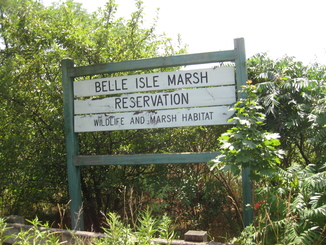 BELLE ISLE MARSH
RESERVATION
WILDLIFE AND MARSH HABITAT